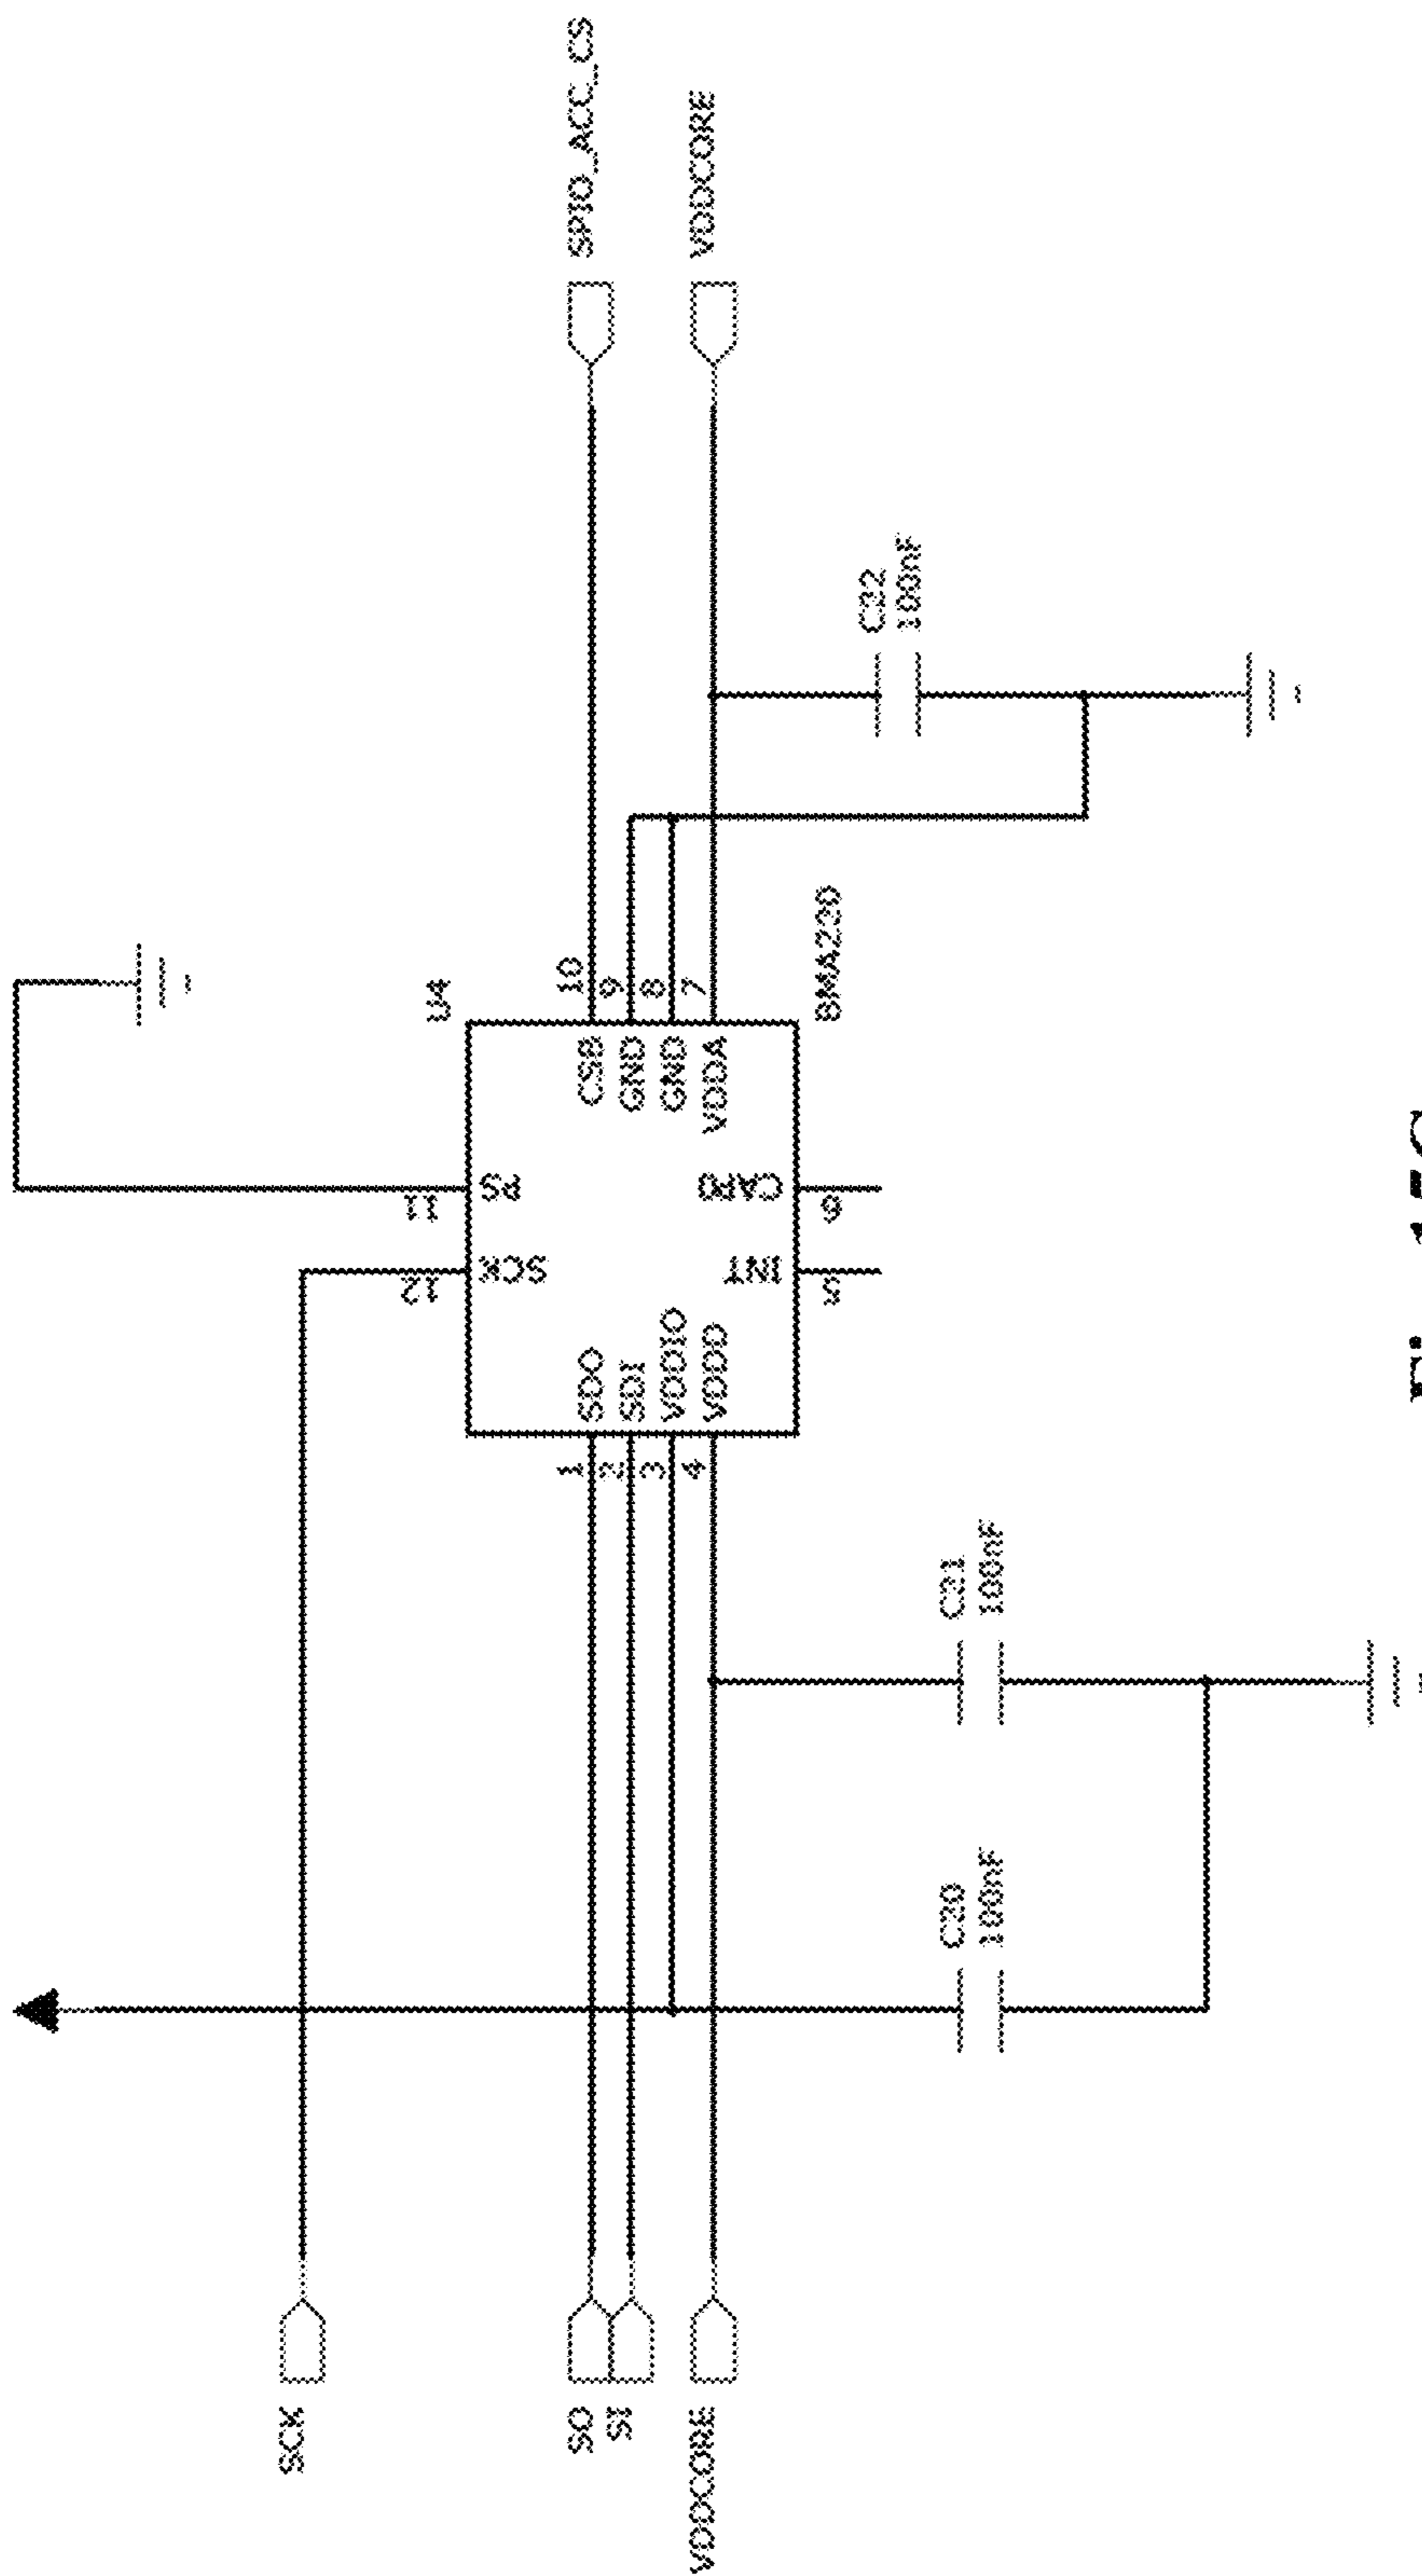 SCK
12
11
SCK
PS
U4
SO
1
SDO
CSB
10
SPI0_ACC_CS
SI
2
SDI
GND
9
3
VDDIO
GND
8
VDDCORE
4
VDDD
VDDA
7
VDDCORE
INT
CAP0
5
6
BMA220
C32
100nF
C30
100nF
C31
100nF